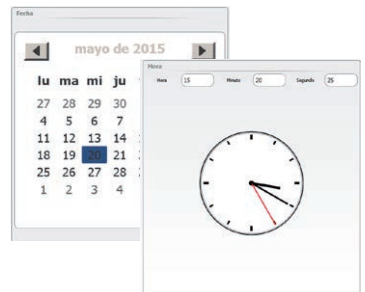 Fecha
mayo de 2015
lu ma mi ju
27 28 29 30
4 5 6 7
11 12 13 14
18 19 20 21
25 26 27 28
1 2 3 4
Hora
Hora 15 Minuto 20 Segundo 25